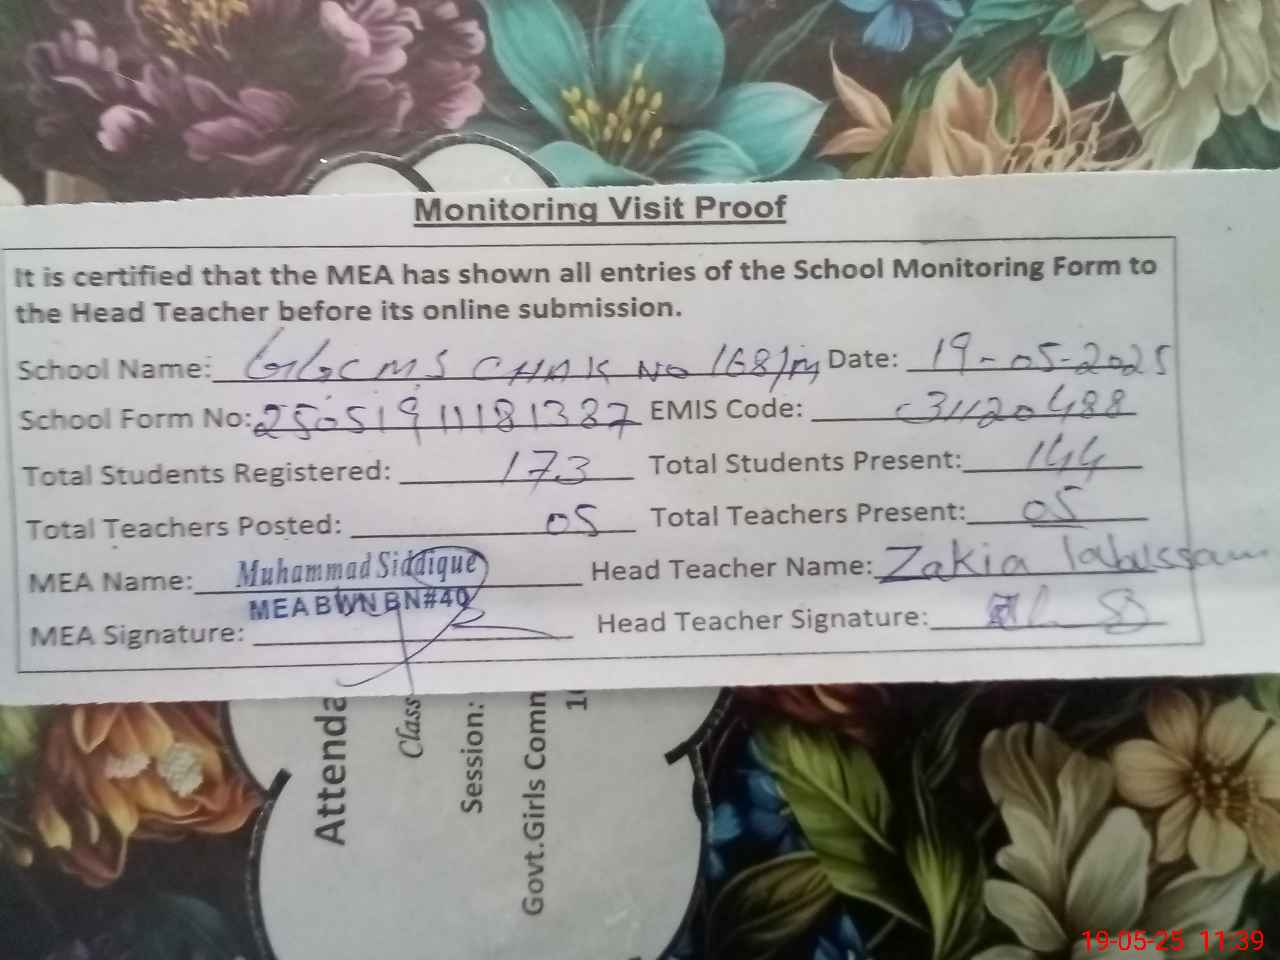 Monitoring Visit Proof
It is certified that the MEA has shown all entries of the School Monitoring Form to
the Head Teacher before its online submission.
School Name: GGCMS CHAK NO 168/M Date: 19-05-2025
School Form No: 250519111181387 EMIS Code: 31120488
Total Students Registered: 173 Total Students Present: 144
Total Teachers Posted: 05 Total Teachers Present: 05
MEA Name: Muhammad Siddique Head Teacher Name: Zakia Tabussam
MEA BWN BN#40
MEA Signature: Head Teacher Signature:
Attenda
Class
Session:
Govt.Girls Comm
19-05-25 11:39